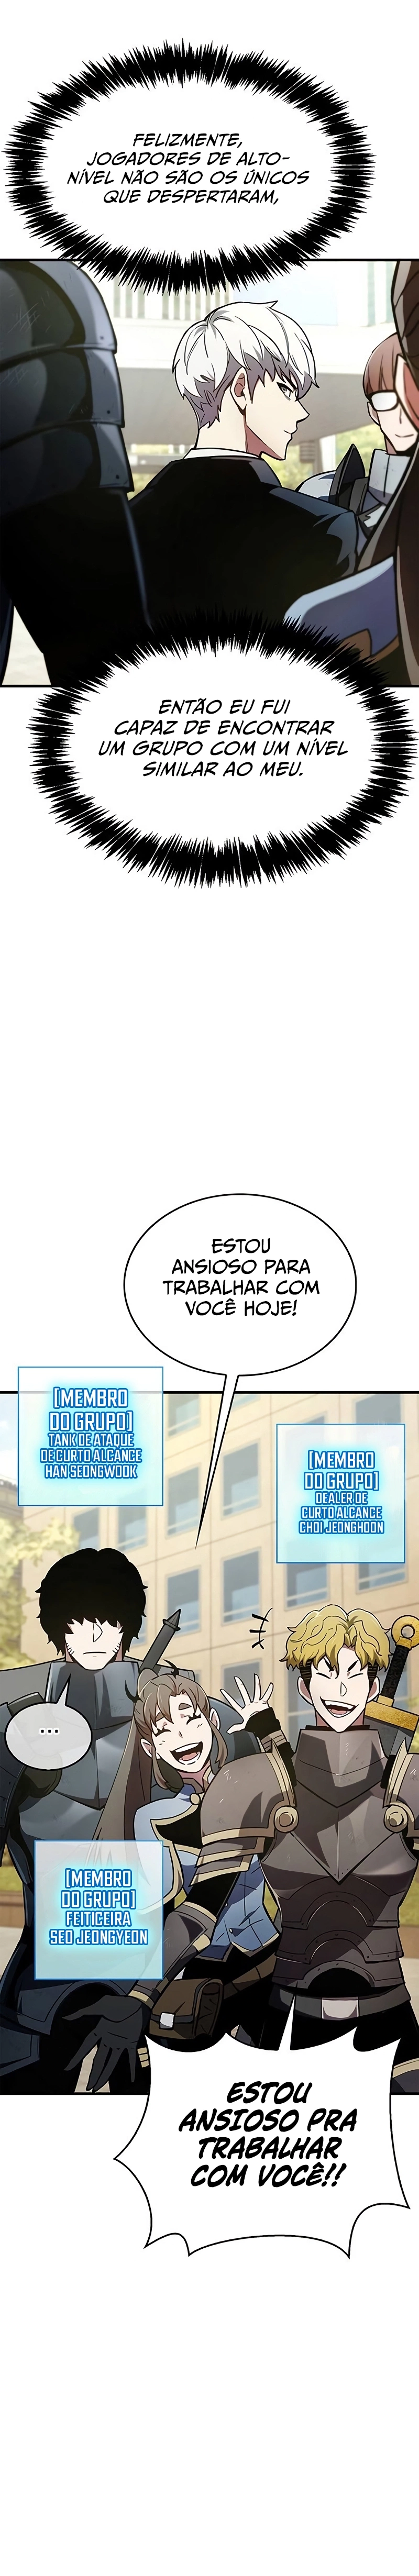 FELIZMENTE,
JOGADORES DE ALTO-
NÍVEL NÃO SÃO OS ÚNICOS
QUE DESPERTARAM,
ENTÃO EU FUI
CAPAZ DE ENCONTRAR
UM GRUPO COM UM NÍVEL
SIMILAR AO MEU.
ESTOU
ANSIOSO PARA
TRABALHAR COM
VOCÊ HOJE!
[MEMBRO
DO GRUPO]
TANK DE ATAQUE
DE CURTO ALCANCE
HAN SEONGWOOK
[MEMBRO
DO GRUPO]
DEALER DE
CURTO ALCANCE
CHOI JEONGHOON
...
[MEMBRO
DO GRUPO]
FEITICEIRA
SEO JEONGYEON
ESTOU
ANSIOSO PRA
TRABALHAR
COM VOCÊ!!